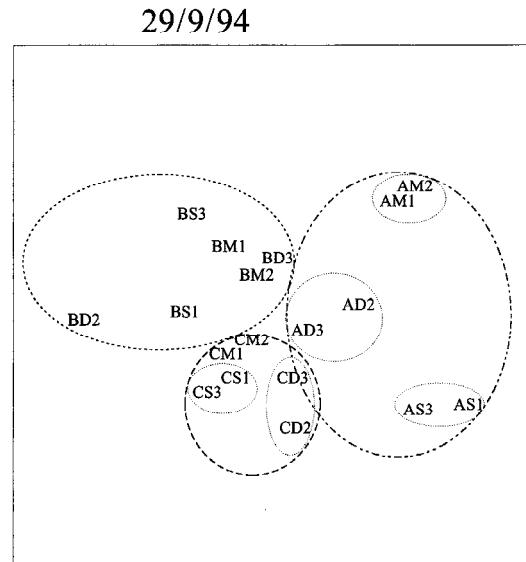 29/9/94
AM2
AM1
BS3
BM1
BD3
BM2
AD2
BS1
BD2
AD3
CM2
CM1
CS1
CD3
CS3
AS1
AS3
CD2